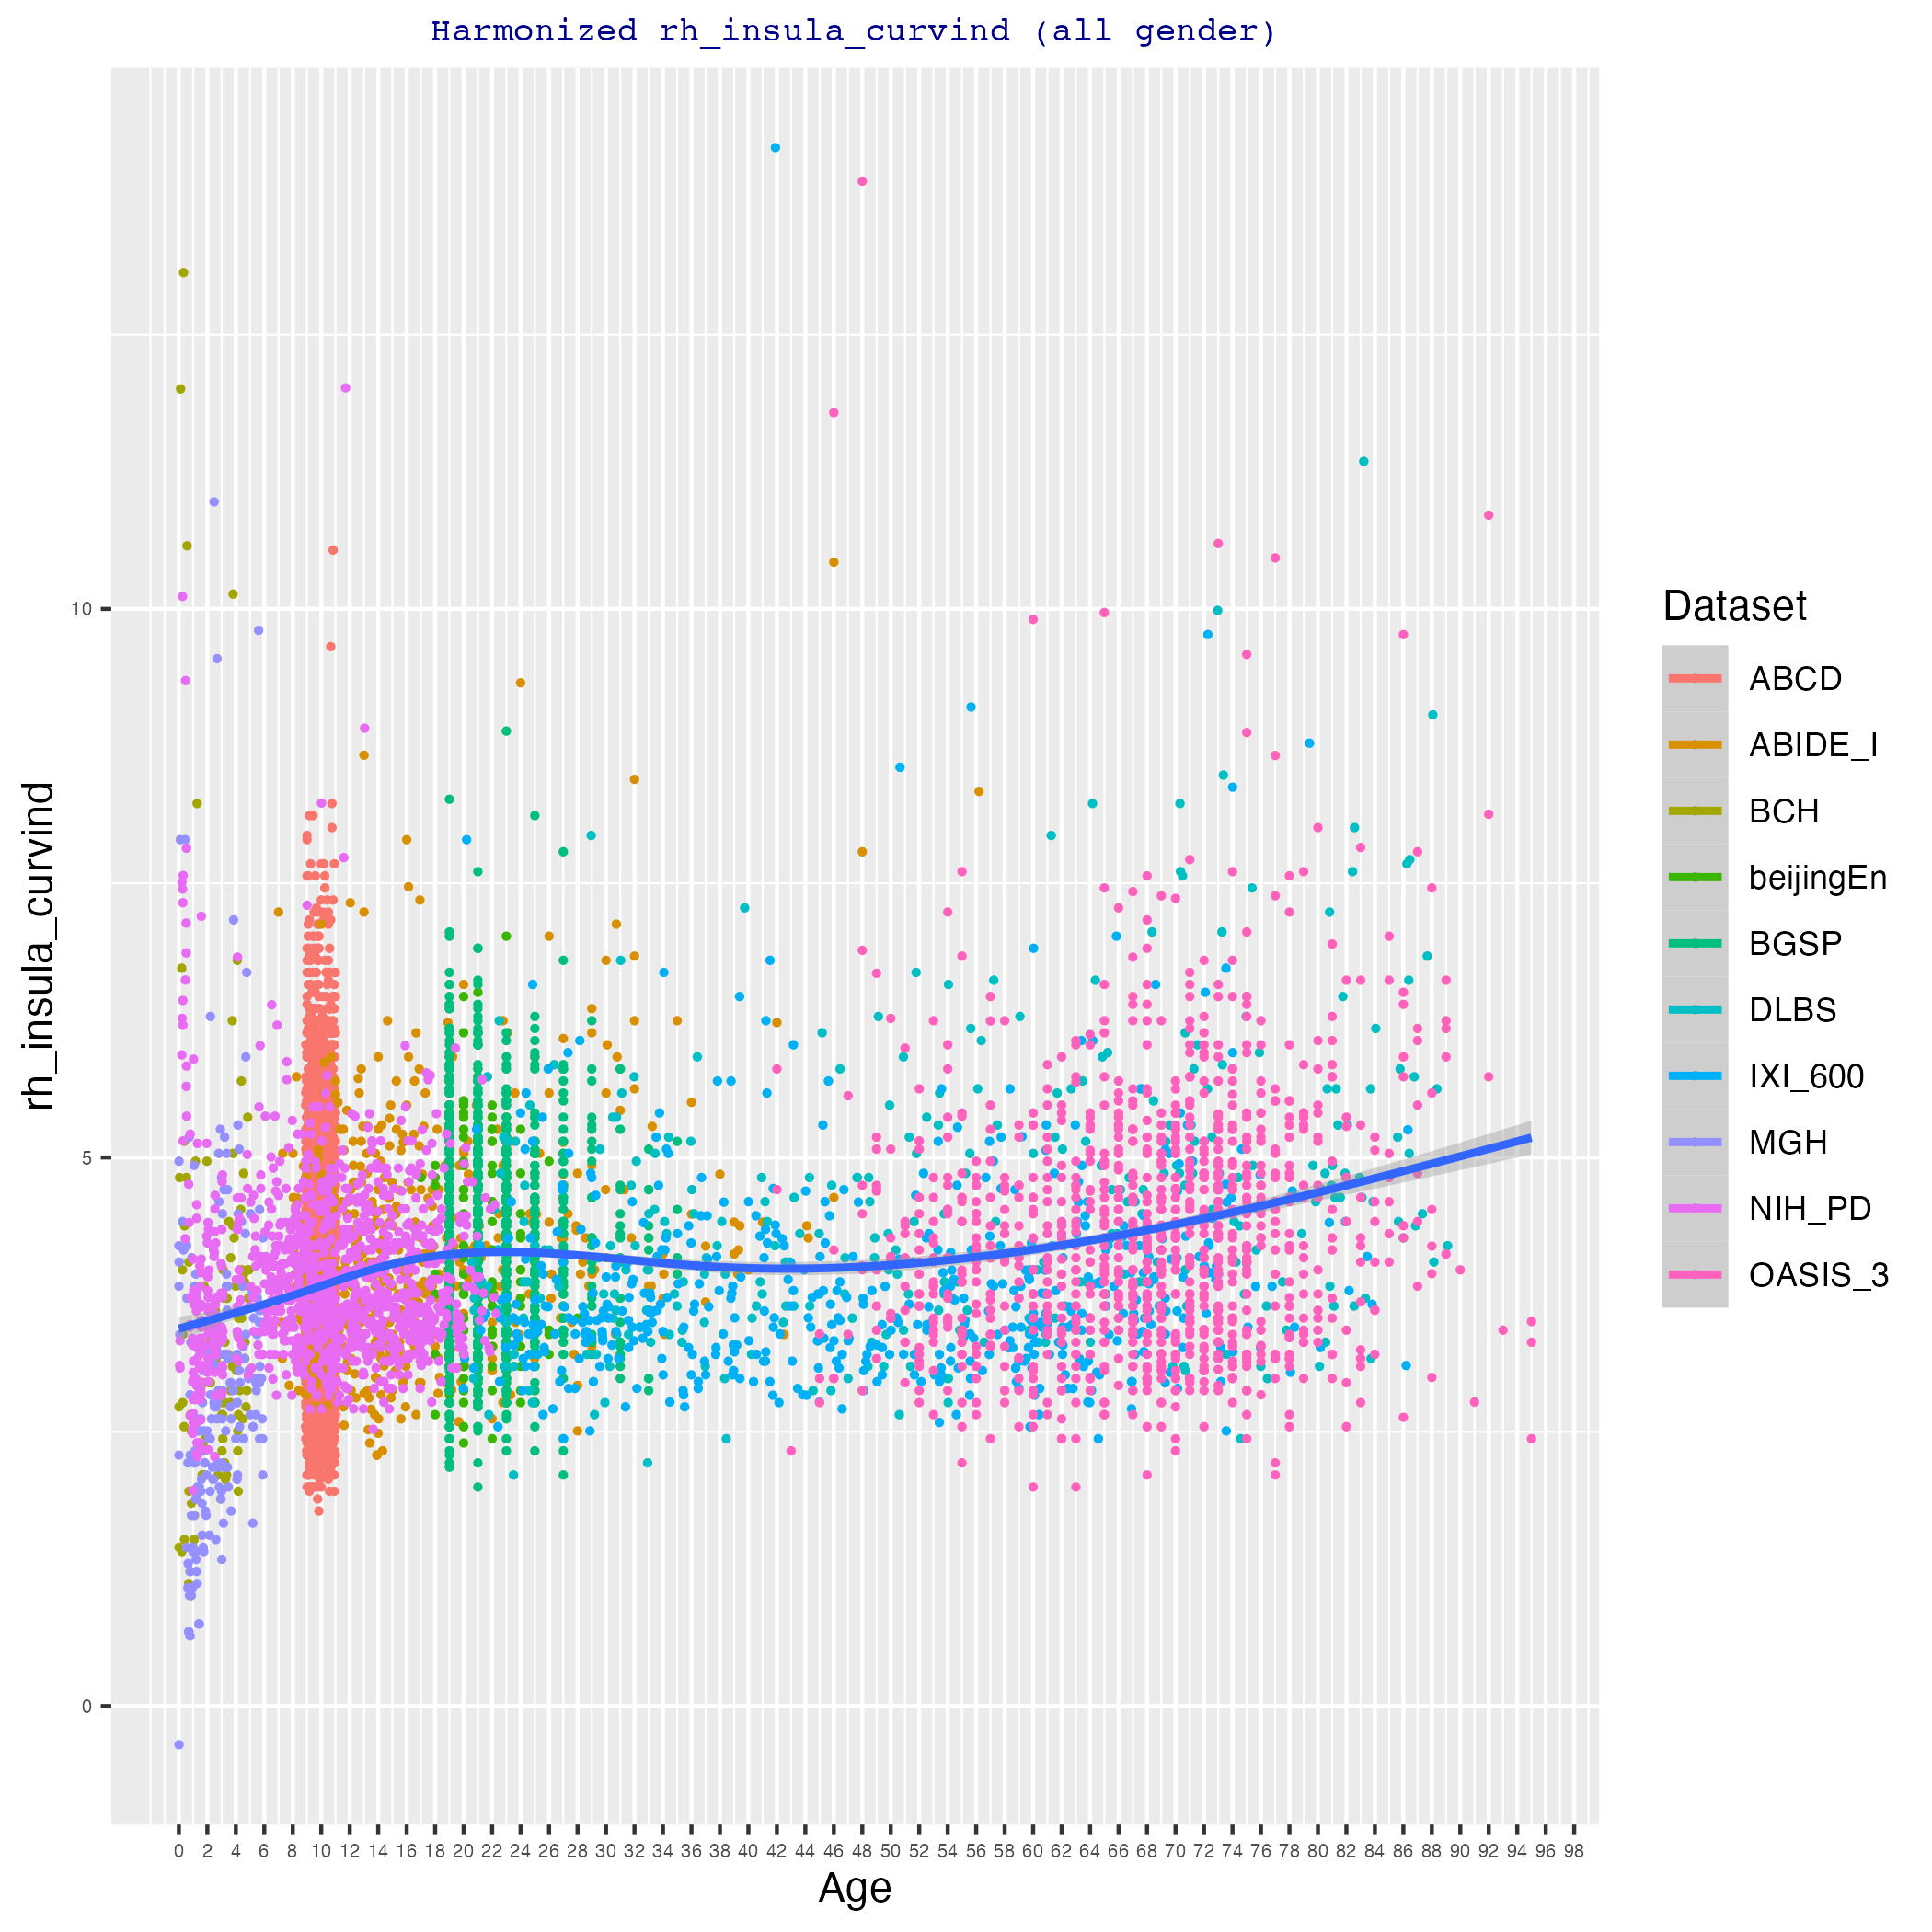 Harmonized rh_insula_curvind (all gender)
rh_insula_curvind
10
5
0
0 2 4 6 8 10 12 14 16 18 20 22 24 26 28 30 32 34 36 38 40 42 44 46 48 50 52 54 56 58 60 62 64 66 68 70 72 74 76 78 80 82 84 86 88 90 92 94 96 98
Age
Dataset
ABCD
ABIDE_I
BCH
beijingEn
BGSP
DLBS
IXI_600
MGH
NIH_PD
OASIS_3